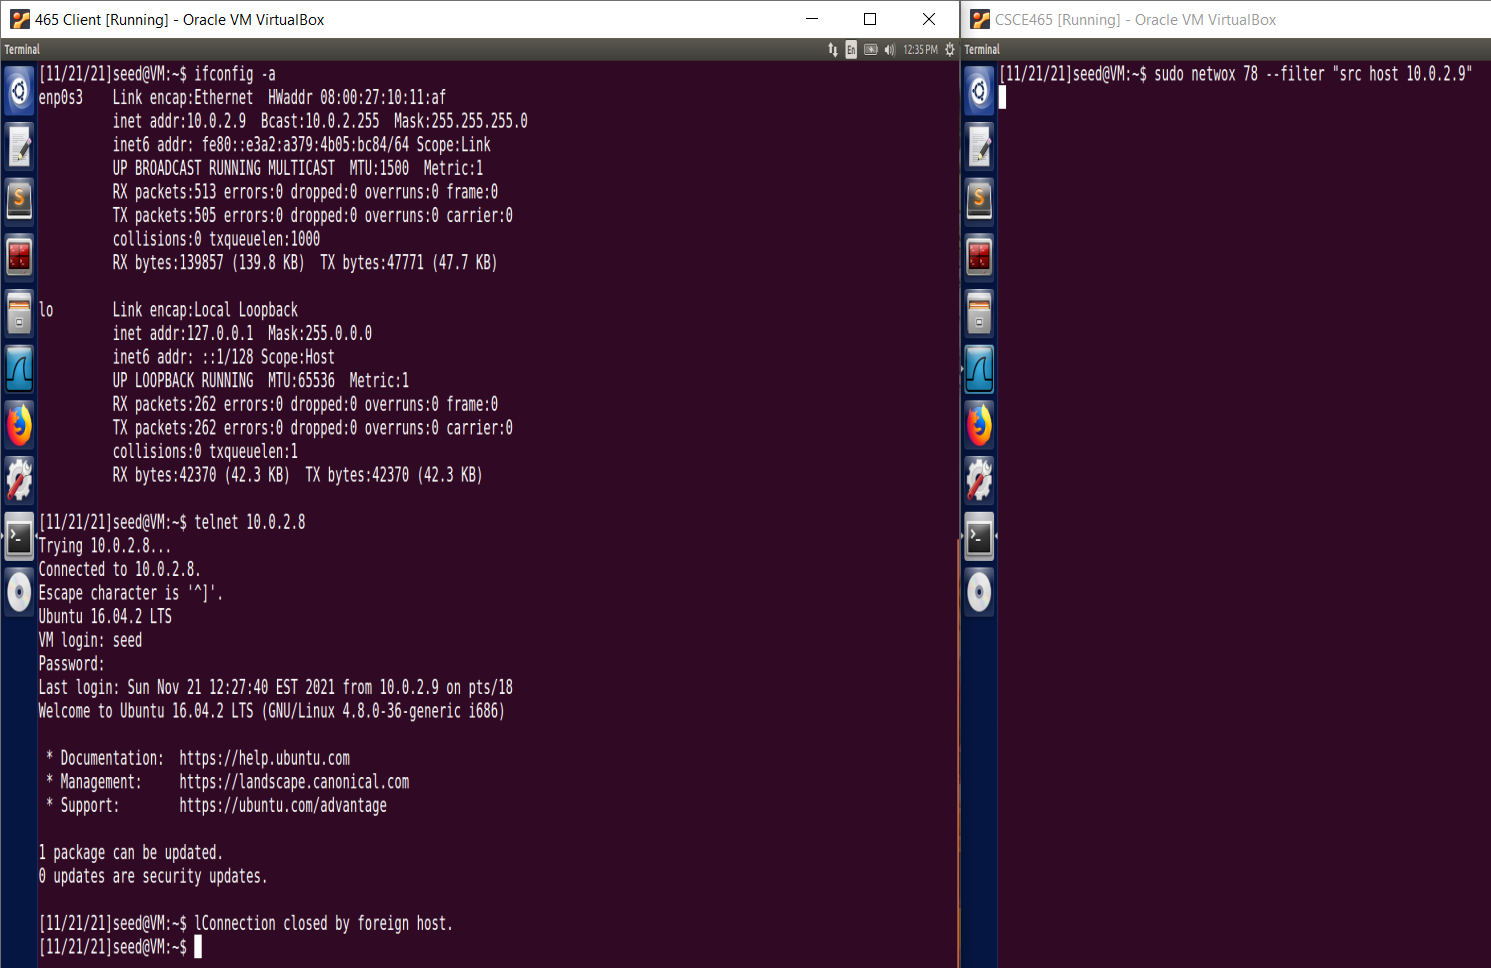 465 Client [Running] - Oracle VM VirtualBox
Terminal
En
12:35 PM
[11/21/21]seed@VM:~$ ifconfig -a
enp0s3    Link encap:Ethernet  HWaddr 08:00:27:10:11:af
          inet addr:10.0.2.9  Bcast:10.0.2.255  Mask:255.255.255.0
          inet6 addr: fe80::e3a2:a379:4b05:bc84/64 Scope:Link
          UP BROADCAST RUNNING MULTICAST  MTU:1500  Metric:1
          RX packets:513 errors:0 dropped:0 overruns:0 frame:0
          TX packets:505 errors:0 dropped:0 overruns:0 carrier:0
          collisions:0 txqueuelen:1000
          RX bytes:139857 (139.8 KB)  TX bytes:47771 (47.7 KB)
lo        Link encap:Local Loopback
          inet addr:127.0.0.1  Mask:255.0.0.0
          inet6 addr: ::1/128 Scope:Host
          UP LOOPBACK RUNNING  MTU:65536  Metric:1
          RX packets:262 errors:0 dropped:0 overruns:0 frame:0
          TX packets:262 errors:0 dropped:0 overruns:0 carrier:0
          collisions:0 txqueuelen:1
          RX bytes:42370 (42.3 KB)  TX bytes:42370 (42.3 KB)
[11/21/21]seed@VM:~$ telnet 10.0.2.8
Trying 10.0.2.8...
Connected to 10.0.2.8.
Escape character is '^]'.
Ubuntu 16.04.2 LTS
VM login: seed
Password:
Last login: Sun Nov 21 12:27:40 EST 2021 from 10.0.2.9 on pts/18
Welcome to Ubuntu 16.04.2 LTS (GNU/Linux 4.8.0-36-generic i686)
 * Documentation:  https://help.ubuntu.com
 * Management:     https://landscape.canonical.com
 * Support:        https://ubuntu.com/advantage
1 package can be updated.
0 updates are security updates.
[11/21/21]seed@VM:~$ lConnection closed by foreign host.
[11/21/21]seed@VM:~$
CSCE465 [Running] - Oracle VM VirtualBox
Terminal
[11/21/21]seed@VM:~$ sudo netwox 78 --filter "src host 10.0.2.9"